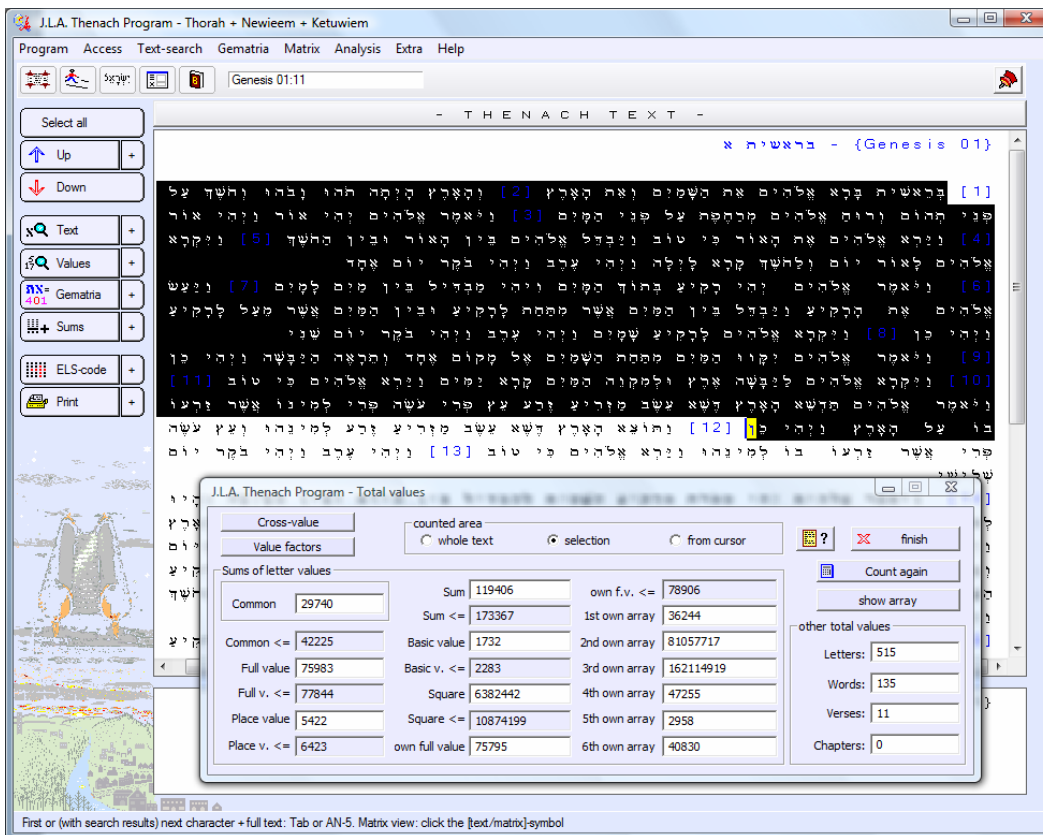 J.L.A. Thenach Program - Thorah + Newieem + Ketuwiem
Program Access Text-search Gematria Matrix Analysis Extra Help
ישראל Genesis 01:11
Select all
Up +
Down
Text +
Values +
את= 401 Gematria +
Sums +
ELS-code +
Print +
- THENACH TEXT -
בראשית א - {Genesis 01}
[1] בְּרֵאשִׁית בָּרָא אֱלֹהִים אֵת הַשָּׁמַיִם וְאֵת הָאָרֶץ [2] וְהָאָרֶץ הָיְתָה תֹהוּ וָבֹהוּ וְחֹשֶׁךְ עַל
פְּנֵי תְהוֹם וְרוּחַ אֱלֹהִים מְרַחֶפֶת עַל פְּנֵי הַמָּיִם [3] וַיֹּאמֶר אֱלֹהִים יְהִי אוֹר וַיְהִי אוֹר
[4] וַיַּרְא אֱלֹהִים אֶת הָאוֹר כִּי טוֹב וַיַּבְדֵּל אֱלֹהִים בֵּין הָאוֹר וּבֵין הַחֹשֶׁךְ [5] וַיִּקְרָא
אֱלֹהִים לָאוֹר יוֹם וְלַחֹשֶׁךְ קָרָא לָיְלָה וַיְהִי עֶרֶב וַיְהִי בֹקֶר יוֹם אֶחָד
[6] וַיֹּאמֶר אֱלֹהִים יְהִי רָקִיעַ בְּתוֹךְ הַמָּיִם וִיהִי מַבְדִּיל בֵּין מַיִם לָמָיִם [7] וַיַּעַשׂ
אֱלֹהִים אֶת הָרָקִיעַ וַיַּבְדֵּל בֵּין הַמַּיִם אֲשֶׁר מִתַּחַת לָרָקִיעַ וּבֵין הַמַּיִם אֲשֶׁר מֵעַל לָרָקִיעַ
וַיְהִי כֵן [8] וַיִּקְרָא אֱלֹהִים לָרָקִיעַ שָׁמָיִם וַיְהִי עֶרֶב וַיְהִי בֹקֶר יוֹם שֵׁנִי
[9] וַיֹּאמֶר אֱלֹהִים יִקָּווּ הַמַּיִם מִתַּחַת הַשָּׁמַיִם אֶל מָקוֹם אֶחָד וְתֵרָאֶה הַיַּבָּשָׁה וַיְהִי כֵן
[10] וַיִּקְרָא אֱלֹהִים לַיַּבָּשָׁה אֶרֶץ וּלְמִקְוֵה הַמַּיִם קָרָא יַמִּים וַיַּרְא אֱלֹהִים כִּי טוֹב [11]
וַיֹּאמֶר אֱלֹהִים תַּדְשֵׁא הָאָרֶץ דֶּשֶׁא עֵשֶׂב מַזְרִיעַ זֶרַע עֵץ פְּרִי עֹשֶׂה פְּרִי לְמִינוֹ אֲשֶׁר זַרְעוֹ
בוֹ עַל הָאָרֶץ וַיְהִי כֵן [12] וַתּוֹצֵא הָאָרֶץ דֶּשֶׁא עֵשֶׂב מַזְרִיעַ זֶרַע לְמִינֵהוּ וְעֵץ עֹשֶׂה
פְּרִי אֲשֶׁר זַרְעוֹ בוֹ לְמִינֵהוּ וַיַּרְא אֱלֹהִים כִּי טוֹב [13] וַיְהִי עֶרֶב וַיְהִי בֹקֶר יוֹם
שְׁלִישִׁי
J.L.A. Thenach Program - Total values
Cross-value
Value factors
counted area
whole text selection from cursor
? finish
Count again
show array
Sums of letter values
Common 29740
Common <= 42225
Full value 75983
Full v. <= 77844
Place value 5422
Place v. <= 6423
Sum 119406
Sum <= 173367
Basic value 1732
Basic v. <= 2283
Square 6382442
Square <= 10874199
own full value 75795
own f.v. <= 78906
1st own array 36244
2nd own array 81057717
3rd own array 162114919
4th own array 47255
5th own array 2958
6th own array 40830
other total values
Letters: 515
Words: 135
Verses: 11
Chapters: 0
First or (with search results) next character + full text: Tab or AN-5. Matrix view: click the [text/matrix]-symbol